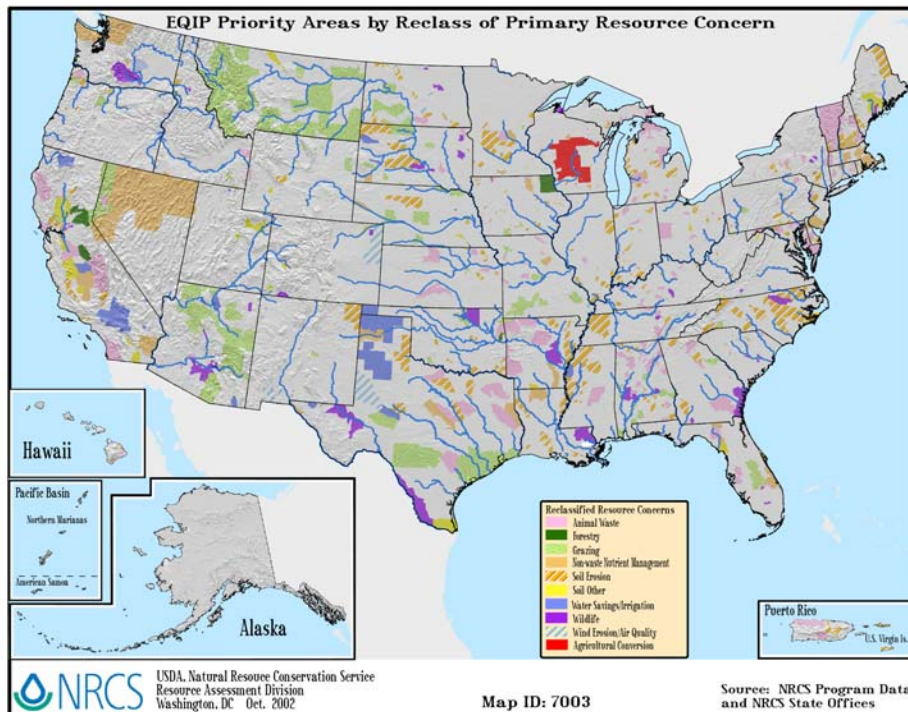 EQIP Priority Areas by Reclass of Primary Resource Concern
Hawaii
Pacific Basin
Northern Marianas
American Samoa
Alaska
Reclassified Resource Concerns
Animal Waste
Forestry
Grazing
Non-waste Nutrient Management
Soil Erosion
Soil Other
Water Savings/Irrigation
Wildlife
Wind Erosion/Air Quality
Agricultural Conversion
Puerto Rico
U.S. Virgin Is.
NRCS
USDA, Natural Resouce Conservation Service
Resource Assessment Division
Washington, DC Oct. 2002
Map ID: 7003
Source: NRCS Program Data
and NRCS State Offices